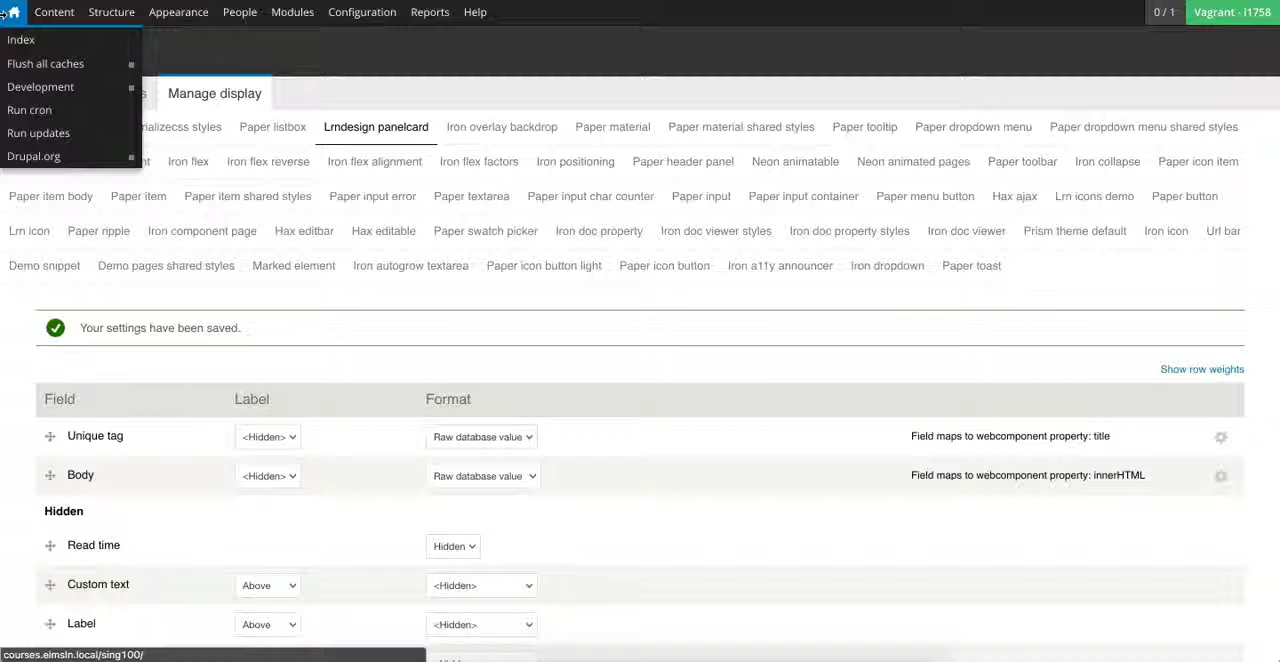 Content Structure Appearance People Modules Configuration Reports Help 0 / 1 Vagrant - i1758
Index
Flush all caches
Development
Run cron
Run updates
Drupal.org
s Manage display
rializecss styles Paper listbox Lrndesign panelcard Iron overlay backdrop Paper material Paper material shared styles Paper tooltip Paper dropdown menu Paper dropdown menu shared styles
nt Iron flex Iron flex reverse Iron flex alignment Iron flex factors Iron positioning Paper header panel Neon animatable Neon animated pages Paper toolbar Iron collapse Paper icon item
Paper item body Paper item Paper item shared styles Paper input error Paper textarea Paper input char counter Paper input Paper input container Paper menu button Hax ajax Lrn icons demo Paper button
Lrn icon Paper ripple Iron component page Hax editbar Hax editable Paper swatch picker Iron doc property Iron doc viewer styles Iron doc property styles Iron doc viewer Prism theme default Iron icon Url bar
Demo snippet Demo pages shared styles Marked element Iron autogrow textarea Paper icon button light Paper icon button Iron a11y announcer Iron dropdown Paper toast
Your settings have been saved.
Show row weights
Field Label Format
Unique tag <Hidden> Raw database value Field maps to webcomponent property: title
Body <Hidden> Raw database value Field maps to webcomponent property: innerHTML
Hidden
Read time Hidden
Custom text Above <Hidden>
Label Above <Hidden>
courses.elmsln.local/sing100/